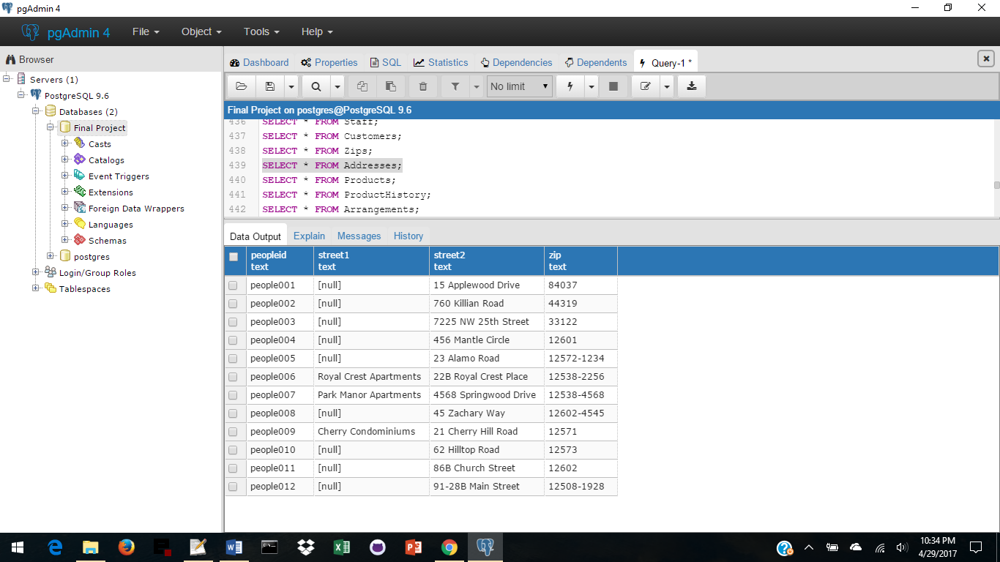 pgAdmin 4
pgAdmin 4 File Object Tools Help
Browser
Servers (1)
PostgreSQL 9.6
Databases (2)
Final Project
Casts
Catalogs
Event Triggers
Extensions
Foreign Data Wrappers
Languages
Schemas
postgres
Login/Group Roles
Tablespaces
Dashboard Properties SQL Statistics Dependencies Dependents Query-1 *
No limit
Final Project on postgres@PostgreSQL 9.6
436 SELECT * FROM Staff;
437 SELECT * FROM Customers;
438 SELECT * FROM Zips;
439 SELECT * FROM Addresses;
440 SELECT * FROM Products;
441 SELECT * FROM ProductHistory;
442 SELECT * FROM Arrangements;
Data Output Explain Messages History
peopleid street1 street2 zip
text text text text
people001 [null] 15 Applewood Drive 84037
people002 [null] 760 Killian Road 44319
people003 [null] 7225 NW 25th Street 33122
people004 [null] 456 Mantle Circle 12601
people005 [null] 23 Alamo Road 12572-1234
people006 Royal Crest Apartments 22B Royal Crest Place 12538-2256
people007 Park Manor Apartments 4568 Springwood Drive 12538-4568
people008 [null] 45 Zachary Way 12602-4545
people009 Cherry Condominiums 21 Cherry Hill Road 12571
people010 [null] 62 Hilltop Road 12573
people011 [null] 86B Church Street 12602
people012 [null] 91-28B Main Street 12508-1928
10:34 PM
4/29/2017